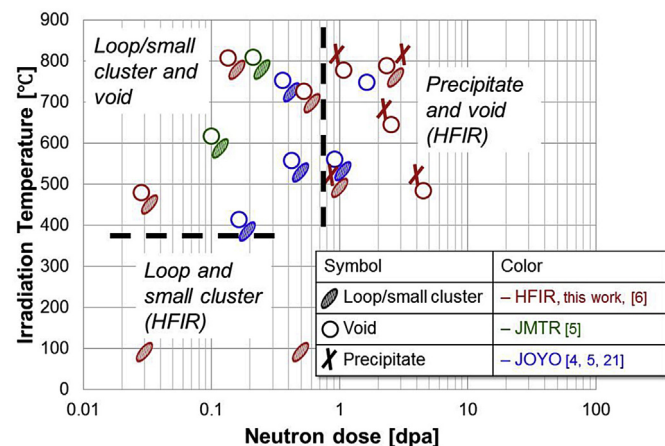 900
800
700
600
500
400
300
200
100
0
Irradiation Temperature [℃]
Loop/small
cluster and
void
Precipitate
and void
(HFIR)
Loop and
small cluster
(HFIR)
Symbol Color
Loop/small cluster – HFIR, this work, [6]
Void – JMTR [5]
Precipitate – JOYO [4, 5, 21]
0.01 0.1 1 10 100
Neutron dose [dpa]